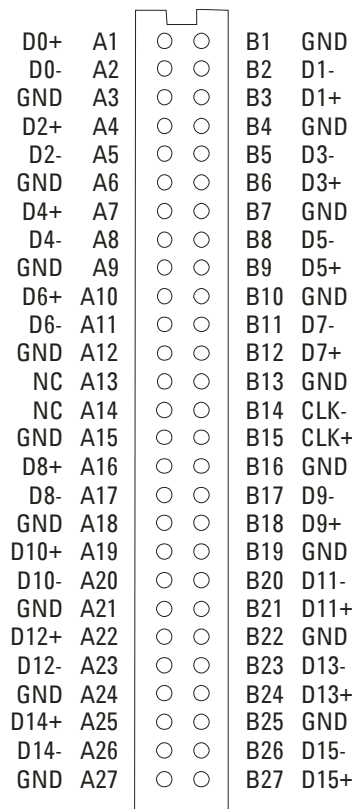 D0+ A1 B1 GND
D0- A2 B2 D1-
GND A3 B3 D1+
D2+ A4 B4 GND
D2- A5 B5 D3-
GND A6 B6 D3+
D4+ A7 B7 GND
D4- A8 B8 D5-
GND A9 B9 D5+
D6+ A10 B10 GND
D6- A11 B11 D7-
GND A12 B12 D7+
NC A13 B13 GND
NC A14 B14 CLK-
GND A15 B15 CLK+
D8+ A16 B16 GND
D8- A17 B17 D9-
GND A18 B18 D9+
D10+ A19 B19 GND
D10- A20 B20 D11-
GND A21 B21 D11+
D12+ A22 B22 GND
D12- A23 B23 D13-
GND A24 B24 D13+
D14+ A25 B25 GND
D14- A26 B26 D15-
GND A27 B27 D15+